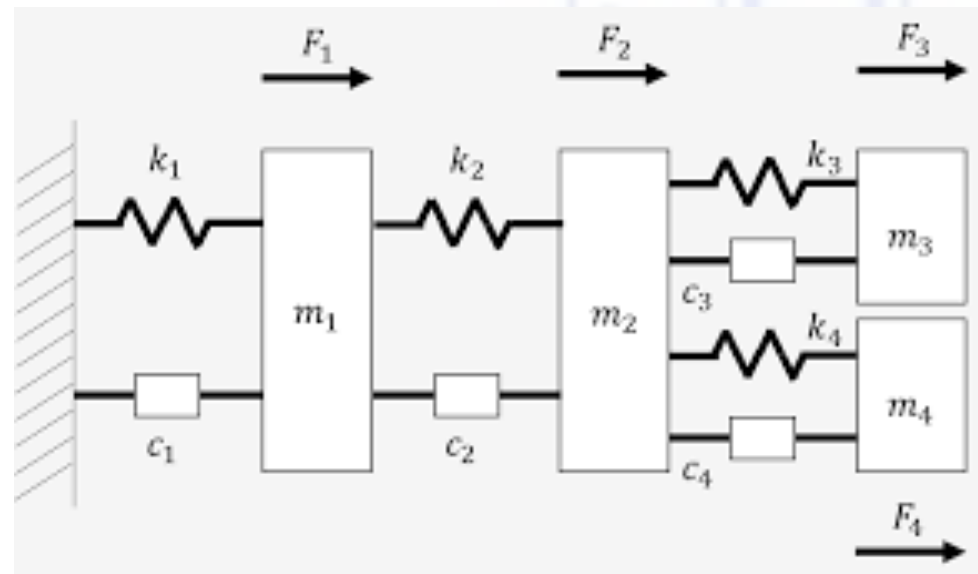 F₁
F₂
F₃
k₁
k₂
k₃
m₃
c₃
m₁
m₂
k₄
m₄
c₁
c₂
c₄
F₄